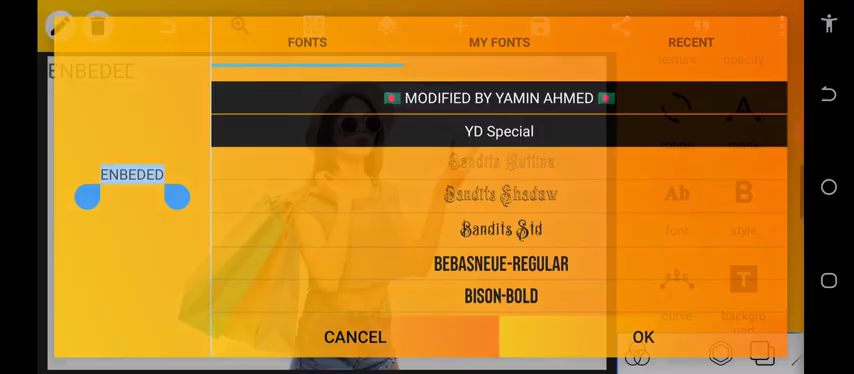 FONTS
MY FONTS
RECENT
ENBEDED
texture
opacity
🇧🇩 MODIFIED BY YAMIN AHMED 🇧🇩
YD Special
rotate
mask
ENBEDED
Bandits Outline
Bandits Shadow
Ab
B
Bandits Std
font
style
BEBASNEUE-REGULAR
abc
T
BISON-BOLD
curve
backgro
und
CANCEL
OK